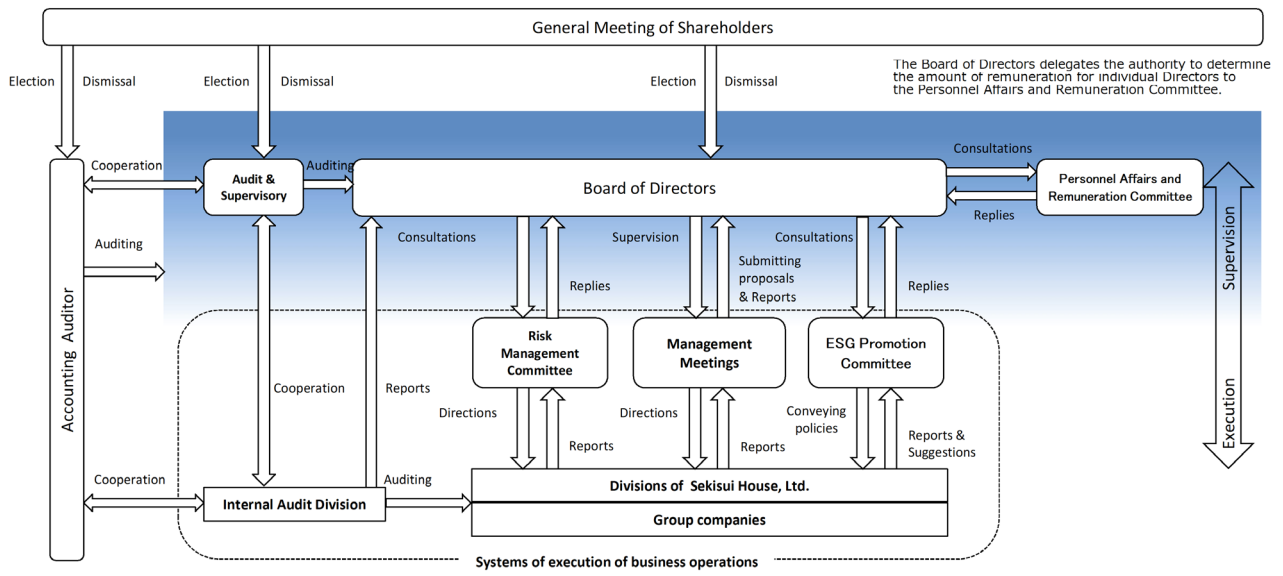 General Meeting of Shareholders
The Board of Directors delegates the authority to determine
the amount of remuneration for individual Directors to
the Personnel Affairs and Remuneration Committee.
Election
Dismissal
Election
Dismissal
Election
Dismissal
Cooperation
Audit &
Supervisory
Auditing
Board of Directors
Consultations
Replies
Personnel Affairs and
Remuneration Committee
Auditing
Consultations
Replies
Supervision
Submitting
proposals
& Reports
Consultations
Replies
Supervision
Accounting Auditor
Risk
Management
Committee
Management
Meetings
ESG Promotion
Committee
Cooperation
Reports
Directions
Reports
Directions
Reports
Conveying
policies
Reports &
Suggestions
Execution
Cooperation
Internal Audit Division
Auditing
Divisions of Sekisui House, Ltd.
Group companies
Systems of execution of business operations